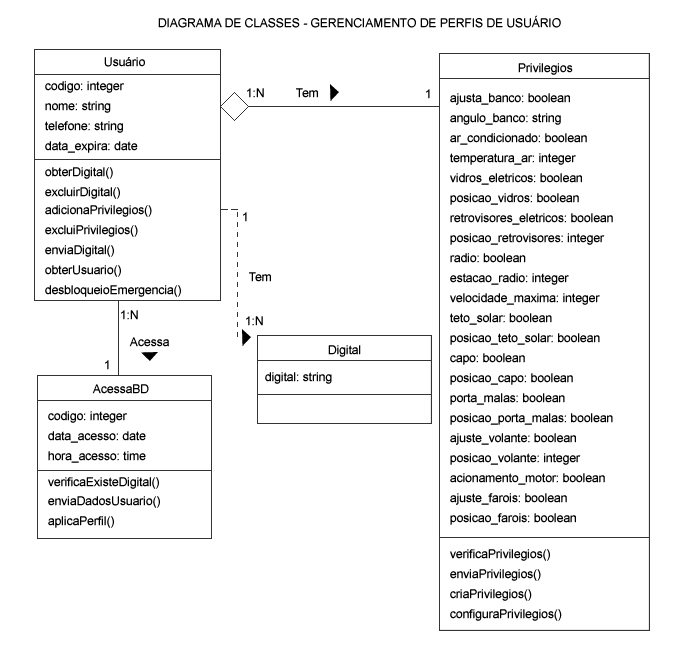 DIAGRAMA DE CLASSES - GERENCIAMENTO DE PERFIS DE USUÁRIO
Usuário
codigo: integer
nome: string
telefone: string
data_expira: date
obterDigital()
excluirDigital()
adicionaPrivilegios()
excluiPrivilegios()
enviaDigital()
obterUsuario()
desbloqueioEmergencia()
1:N
Tem
1
Privilegios
ajusta_banco: boolean
angulo_banco: string
ar_condicionado: boolean
temperatura_ar: integer
vidros_eletricos: boolean
posicao_vidros: boolean
retrovisores_eletricos: boolean
posicao_retrovisores: integer
radio: boolean
estacao_radio: integer
velocidade_maxima: integer
teto_solar: boolean
posicao_teto_solar: boolean
capo: boolean
posicao_capo: boolean
porta_malas: boolean
posicao_porta_malas: boolean
ajuste_volante: boolean
posicao_volante: integer
acionamento_motor: boolean
ajuste_farois: boolean
posicao_farois: boolean
verificaPrivilegios()
enviaPrivilegios()
criaPrivilegios()
configuraPrivilegios()
1
Tem
1:N
Digital
digital: string
1:N
Acessa
1
AcessaBD
codigo: integer
data_acesso: date
hora_acesso: time
verificaExisteDigital()
enviaDadosUsuario()
aplicaPerfil()